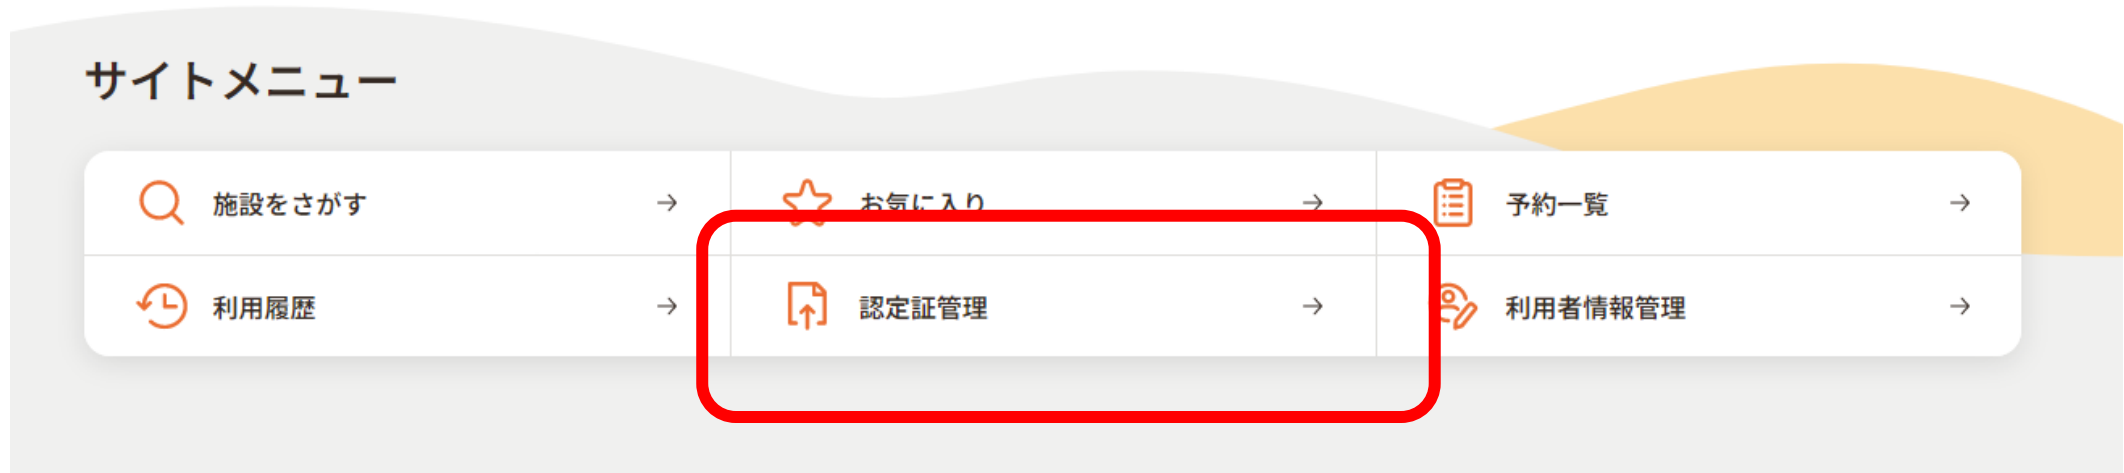 サイトメニュー
施設をさがす
お気に入り
予約一覧
利用履歴
認定証管理
利用者情報管理